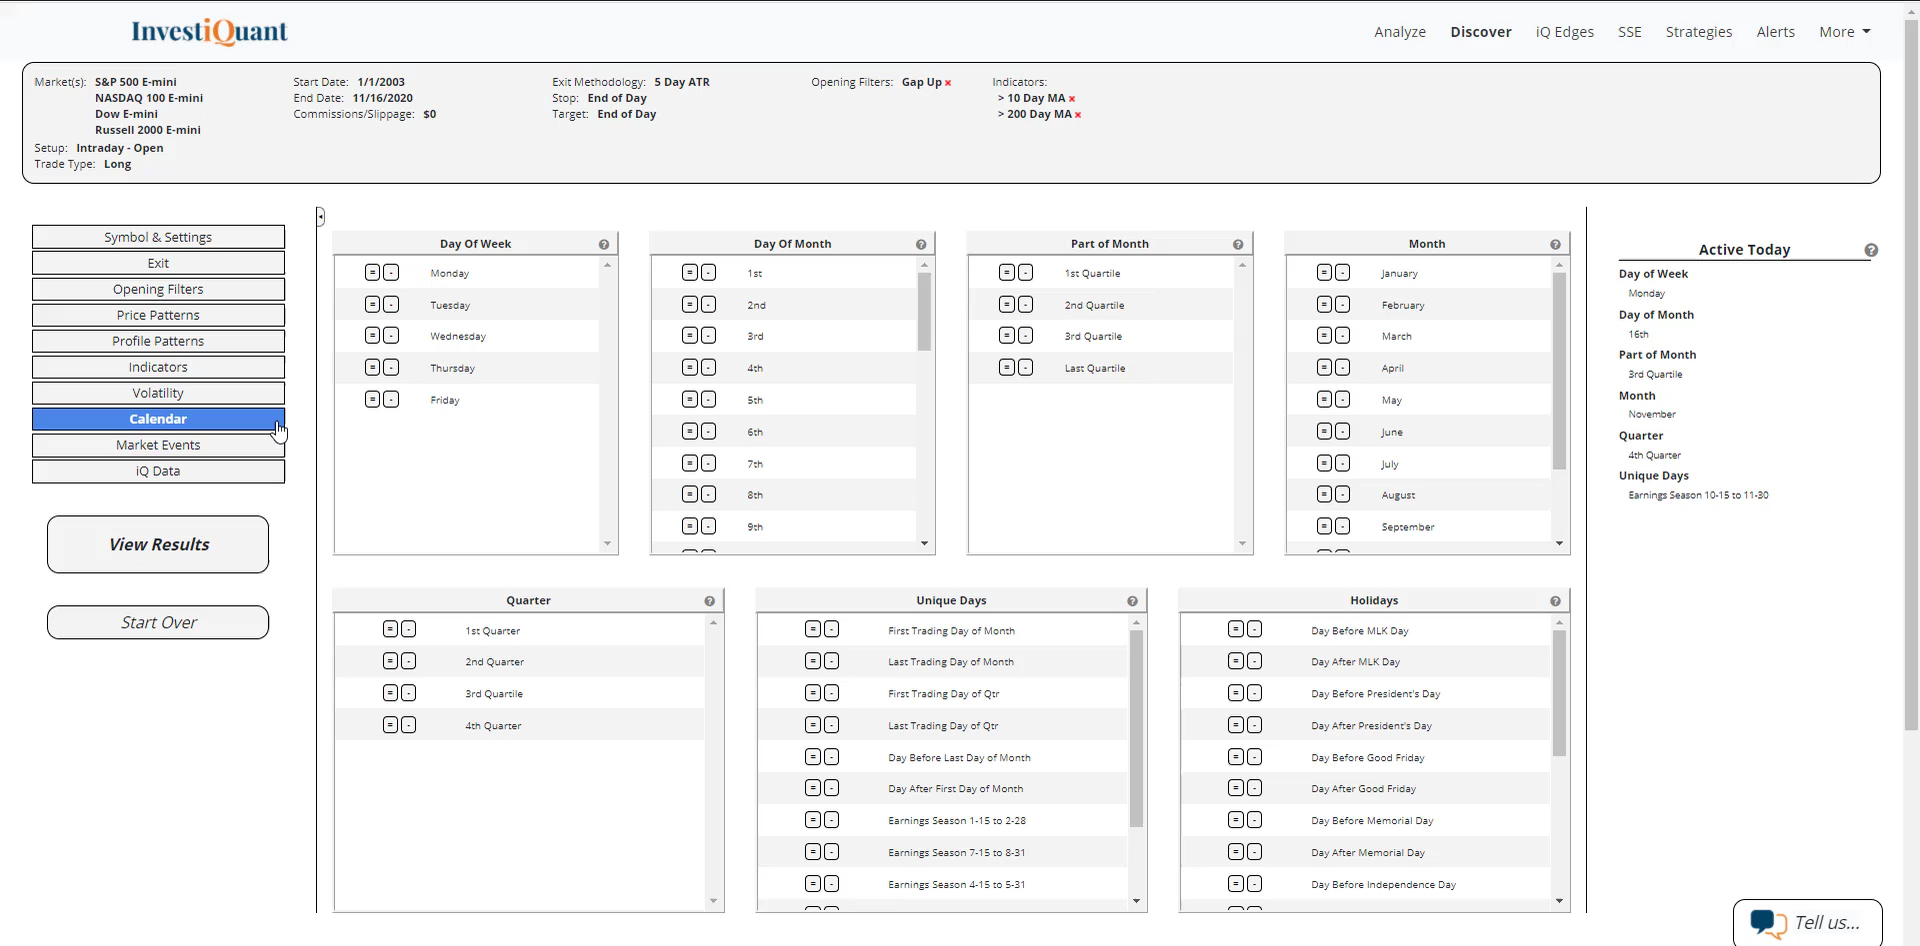 InvestiQuant
Analyze Discover iQ Edges SSE Strategies Alerts More
Market(s): S&P 500 E-mini
NASDAQ 100 E-mini
Dow E-mini
Russell 2000 E-mini
Setup: Intraday - Open
Trade Type: Long
Start Date: 1/1/2003
End Date: 11/16/2020
Commissions/Slippage: $0
Exit Methodology: 5 Day ATR
Stop: End of Day
Target: End of Day
Opening Filters: Gap Up ×
Indicators:
> 10 Day MA ×
> 200 Day MA ×
Symbol & Settings
Exit
Opening Filters
Price Patterns
Profile Patterns
Indicators
Volatility
Calendar
Market Events
iQ Data
View Results
Start Over
Day Of Week ?
= - Monday
= - Tuesday
= - Wednesday
= - Thursday
= - Friday
Day Of Month ?
= - 1st
= - 2nd
= - 3rd
= - 4th
= - 5th
= - 6th
= - 7th
= - 8th
= - 9th
Part of Month ?
= - 1st Quartile
= - 2nd Quartile
= - 3rd Quartile
= - Last Quartile
Month ?
= - January
= - February
= - March
= - April
= - May
= - June
= - July
= - August
= - September
Quarter ?
= - 1st Quarter
= - 2nd Quarter
= - 3rd Quartile
= - 4th Quarter
Unique Days ?
= - First Trading Day of Month
= - Last Trading Day of Month
= - First Trading Day of Qtr
= - Last Trading Day of Qtr
= - Day Before Last Day of Month
= - Day After First Day of Month
= - Earnings Season 1-15 to 2-28
= - Earnings Season 7-15 to 8-31
= - Earnings Season 4-15 to 5-31
Holidays ?
= - Day Before MLK Day
= - Day After MLK Day
= - Day Before President's Day
= - Day After President's Day
= - Day Before Good Friday
= - Day After Good Friday
= - Day Before Memorial Day
= - Day After Memorial Day
= - Day Before Independence Day
Active Today ?
Day of Week
Monday
Day of Month
16th
Part of Month
3rd Quartile
Month
November
Quarter
4th Quarter
Unique Days
Earnings Season 10-15 to 11-30
Tell us...